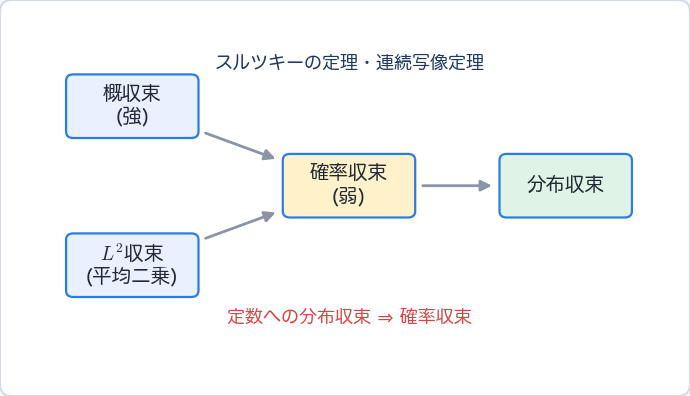 スルツキーの定理・連続写像定理
概収束
(強)
確率収束
(弱)
分布収束
L²収束
(平均二乗)
定数への分布収束 ⇒ 確率収束